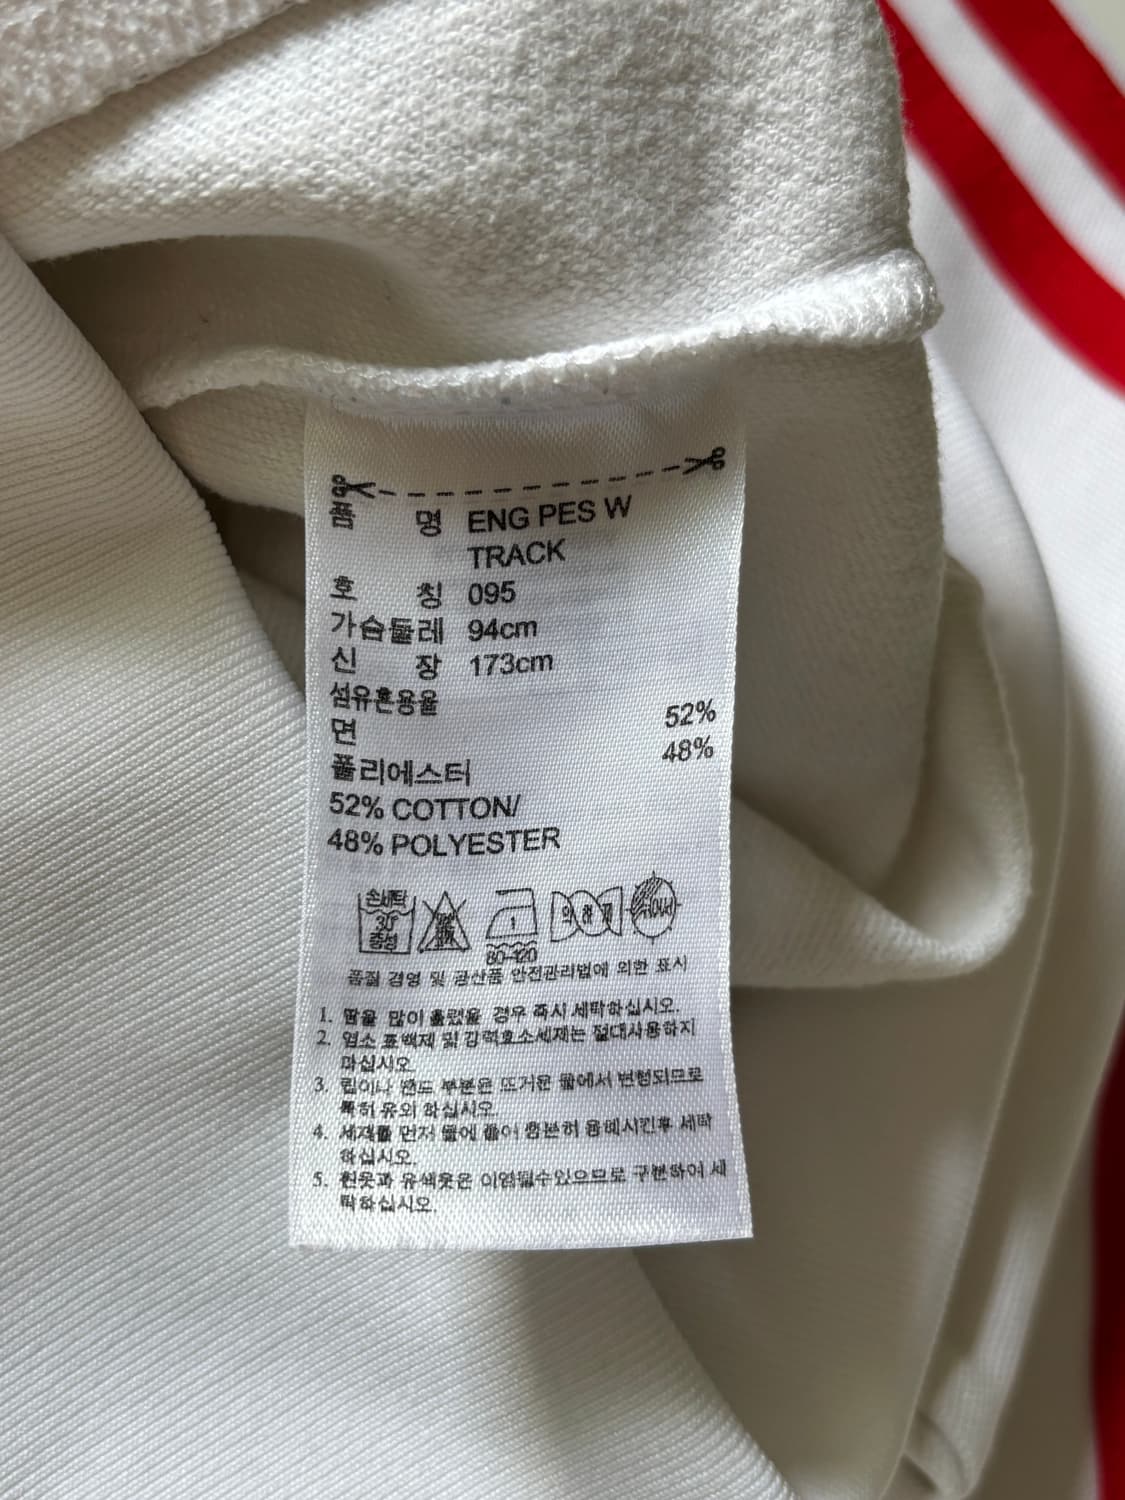 품 명 ENG PES W
TRACK
호 칭 095
가슴둘레 94cm
신 장 173cm
섬유혼용율
면 52%
폴리에스터 48%
52% COTTON/
48% POLYESTER
손세탁
30°
중성
1
80-120
품질 경영 및 공산품 안전관리법에 의한 표시
1. 땀을 많이 흘렸을 경우 즉시 세탁하십시오.
2. 염소 표백제 및 강력효소세제는 절대사용하지
마십시오.
3. 립이나 밴드 부분은 뜨거운 물에서 변형되므로
특히 유의 하십시오.
4. 세제를 먼저 물에 풀어 충분히 용해시킨후 세탁
하십시오.
5. 흰옷과 유색옷은 이염될수있으므로 구분하여 세
탁하십시오.